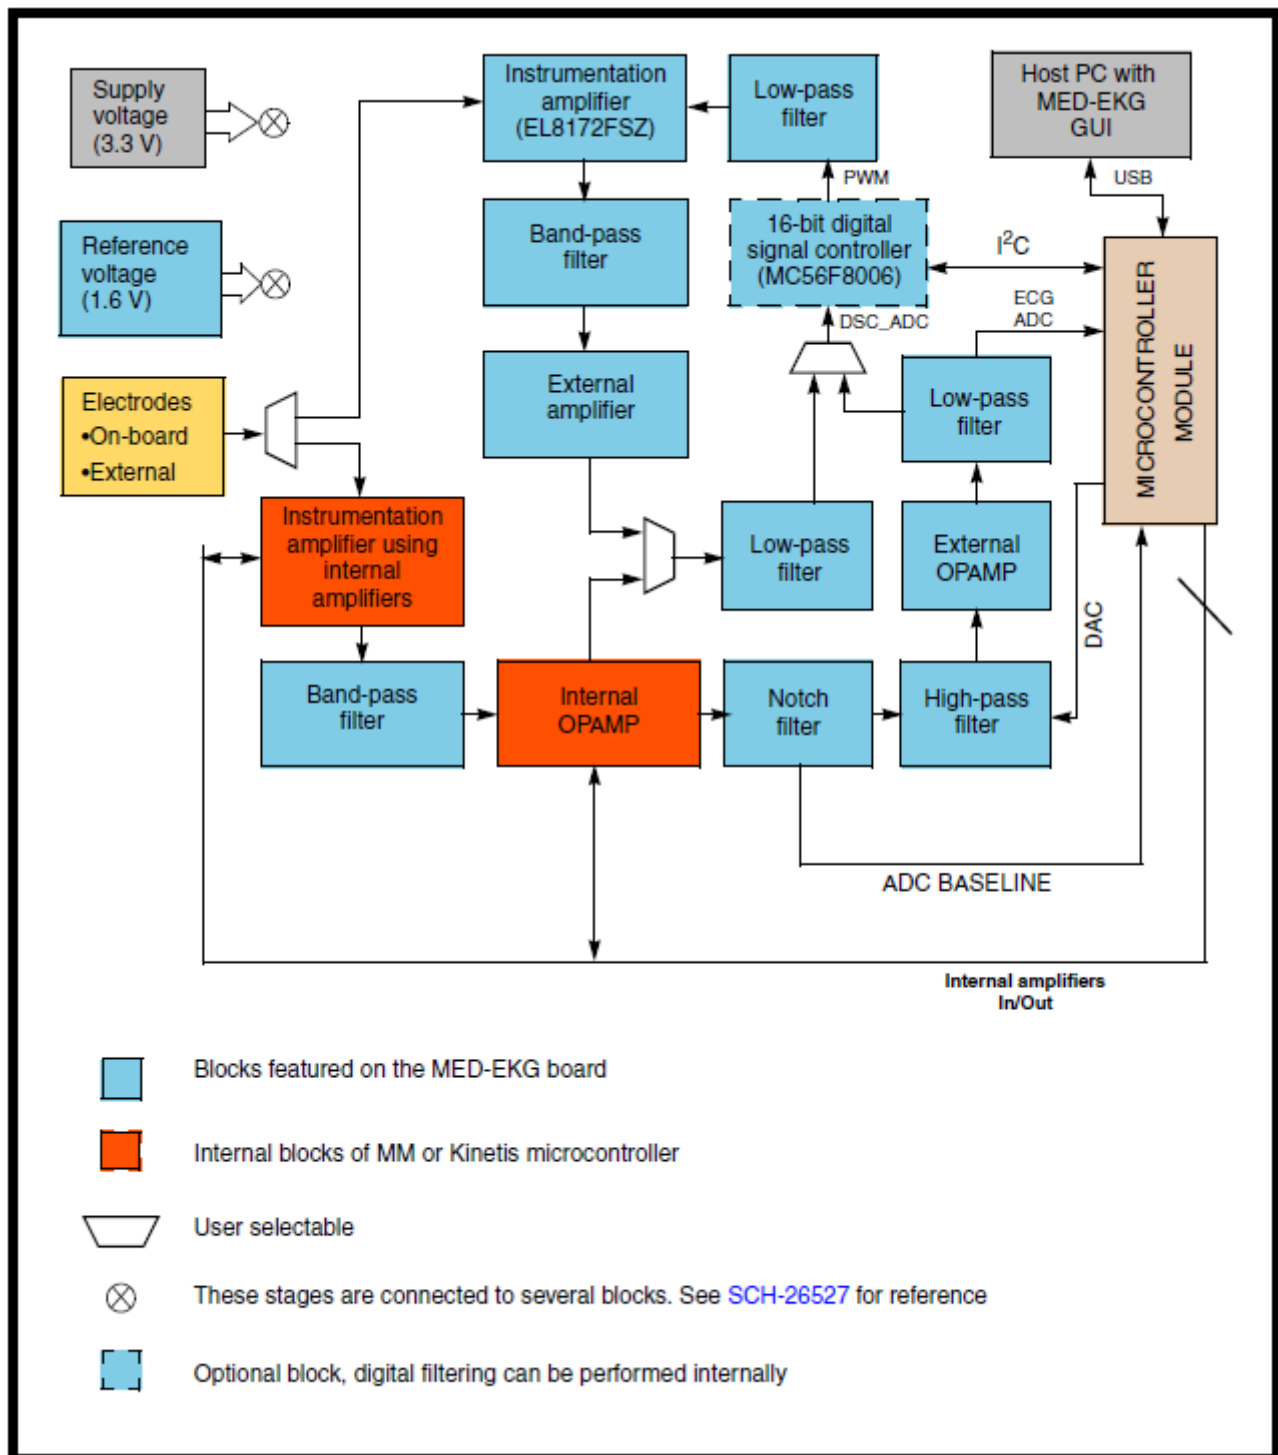 Supply
voltage
(3.3 V)
Instrumentation
amplifier
(EL8172FSZ)
Low-pass
filter
Host PC with
MED-EKG
GUI
PWM
USB
Reference
voltage
(1.6 V)
Band-pass
filter
16-bit digital
signal controller
(MC56F8006)
I²C
ECG
ADC
DSC_ADC
MICROCONTROLLER
MODULE
Electrodes
•On-board
•External
External
amplifier
Low-pass
filter
Instrumentation
amplifier using
internal
amplifiers
Low-pass
filter
External
OPAMP
DAC
Band-pass
filter
Internal
OPAMP
Notch
filter
High-pass
filter
ADC BASELINE
Internal amplifiers
In/Out
Blocks featured on the MED-EKG board
Internal blocks of MM or Kinetis microcontroller
User selectable
These stages are connected to several blocks. See SCH-26527 for reference
Optional block, digital filtering can be performed internally